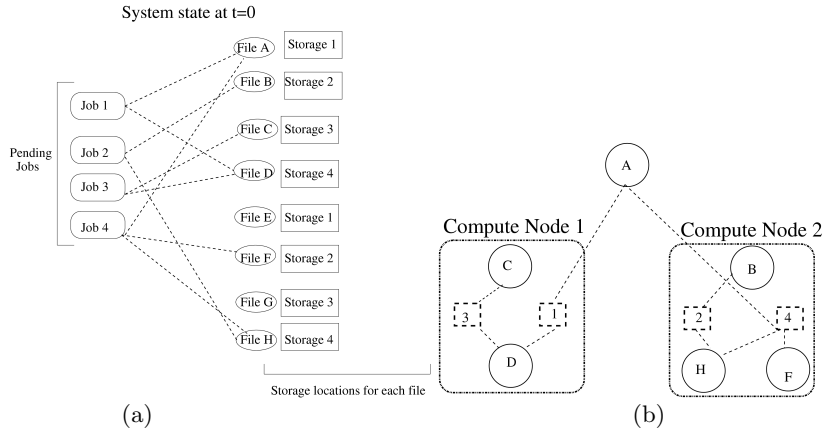 System state at t=0
File A
Storage 1
File B
Storage 2
Job 1
File C
Storage 3
Pending
Jobs
Job 2
File D
Storage 4
Job 3
File E
Storage 1
Job 4
File F
Storage 2
File G
Storage 3
File H
Storage 4
Storage locations for each file
(a)
A
Compute Node 1
C
3
1
D
Compute Node 2
B
2
4
H
F
(b)